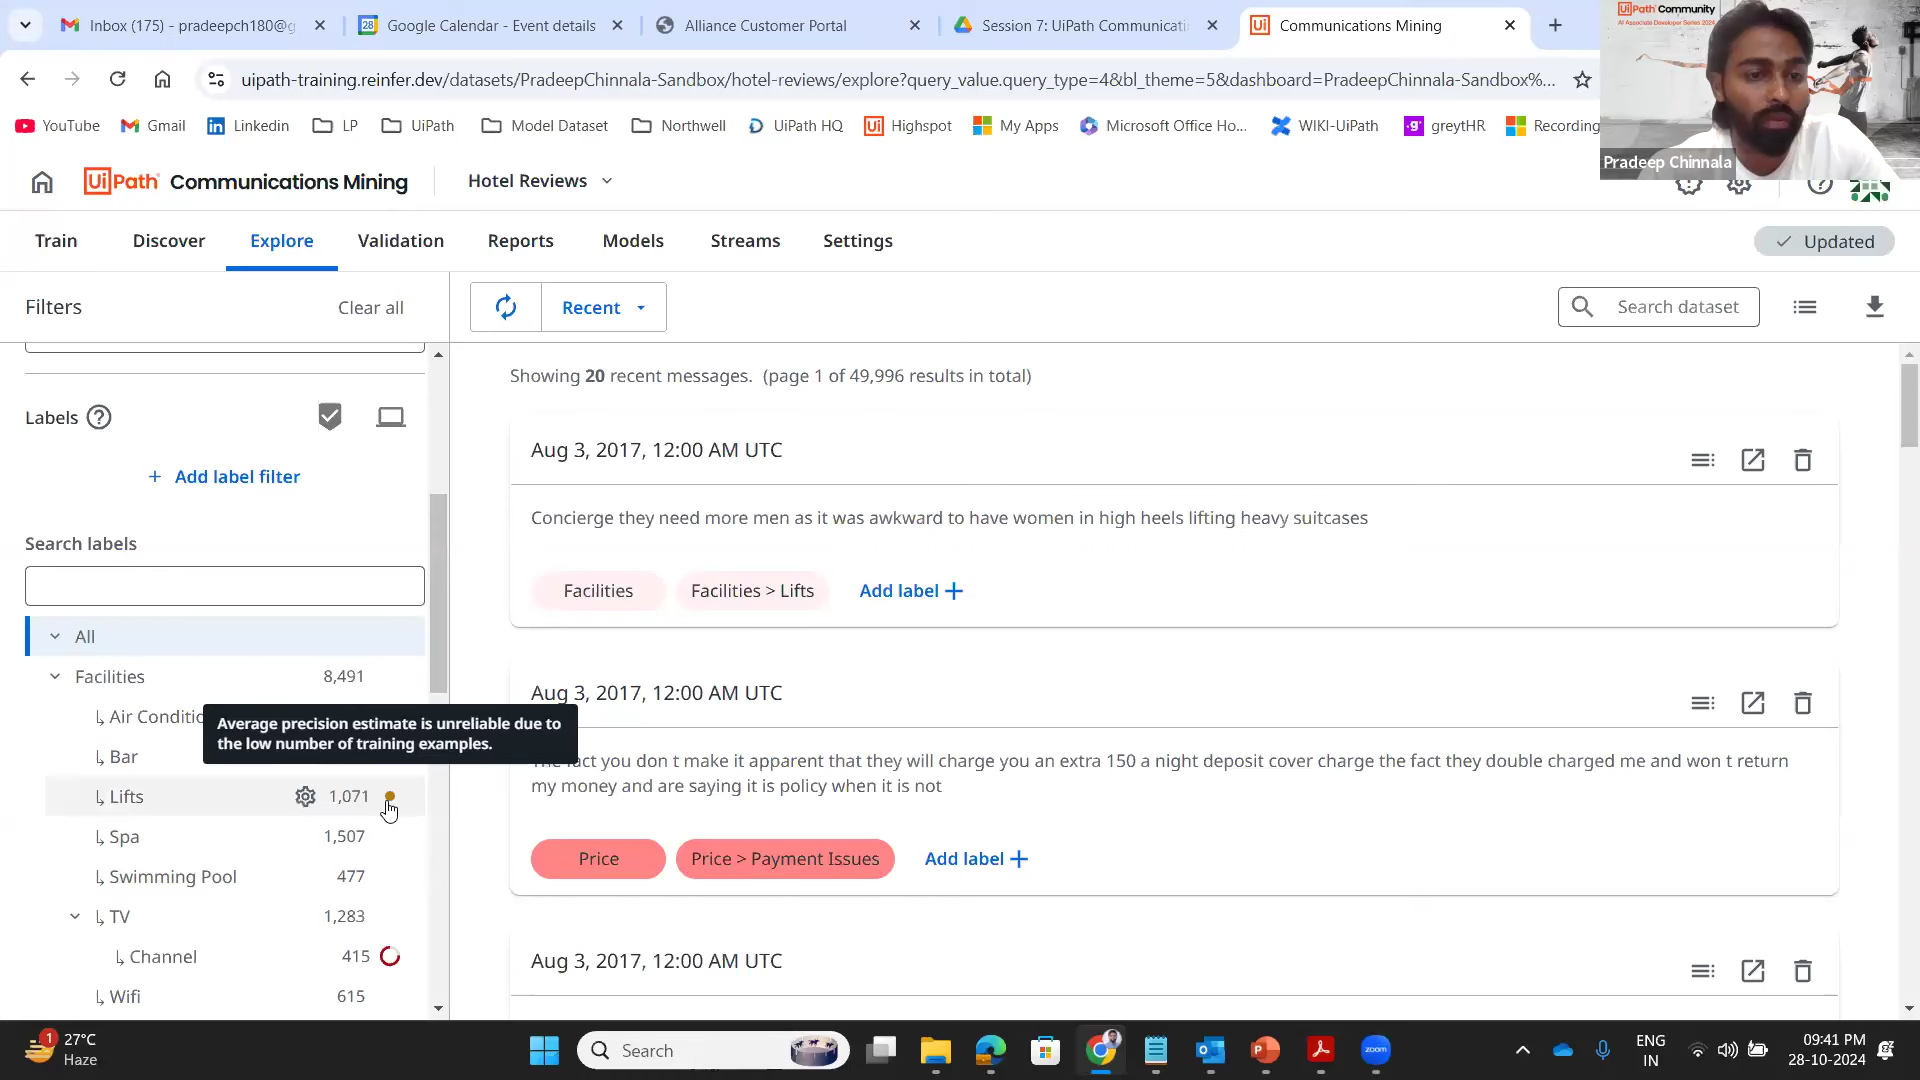 Inbox (175) - pradeepch180@g
Google Calendar - Event details
Alliance Customer Portal
Session 7: UiPath Communicati
Communications Mining
uipath-training.reinfer.dev/datasets/PradeepChinnala-Sandbox/hotel-reviews/explore?query_value.query_type=4&bl_theme=5&dashboard=PradeepChinnala-Sandbox%...
YouTube
Gmail
Linkedin
LP
UiPath
Model Dataset
Northwell
UiPath HQ
Highspot
My Apps
Microsoft Office Ho...
WIKI-UiPath
greytHR
Recording
UiPath Community
AI Associate Developer Series 2024
Pradeep Chinnala
UiPath Communications Mining
Hotel Reviews
Train
Discover
Explore
Validation
Reports
Models
Streams
Settings
Updated
Filters
Clear all
Recent
Search dataset
Labels
Add label filter
Search labels
All
Facilities 8,491
Air Conditio
Bar
Average precision estimate is unreliable due to
the low number of training examples.
Lifts 1,071
Spa 1,507
Swimming Pool 477
TV 1,283
Channel 415
Wifi 615
Showing 20 recent messages. (page 1 of 49,996 results in total)
Aug 3, 2017, 12:00 AM UTC
Concierge they need more men as it was awkward to have women in high heels lifting heavy suitcases
Facilities
Facilities > Lifts
Add label +
Aug 3, 2017, 12:00 AM UTC
fact you don t make it apparent that they will charge you an extra 150 a night deposit cover charge the fact they double charged me and won t return
my money and are saying it is policy when it is not
Price
Price > Payment Issues
Add label +
Aug 3, 2017, 12:00 AM UTC
1
27°C
Haze
Search
zoom
ENG
IN
09:41 PM
28-10-2024